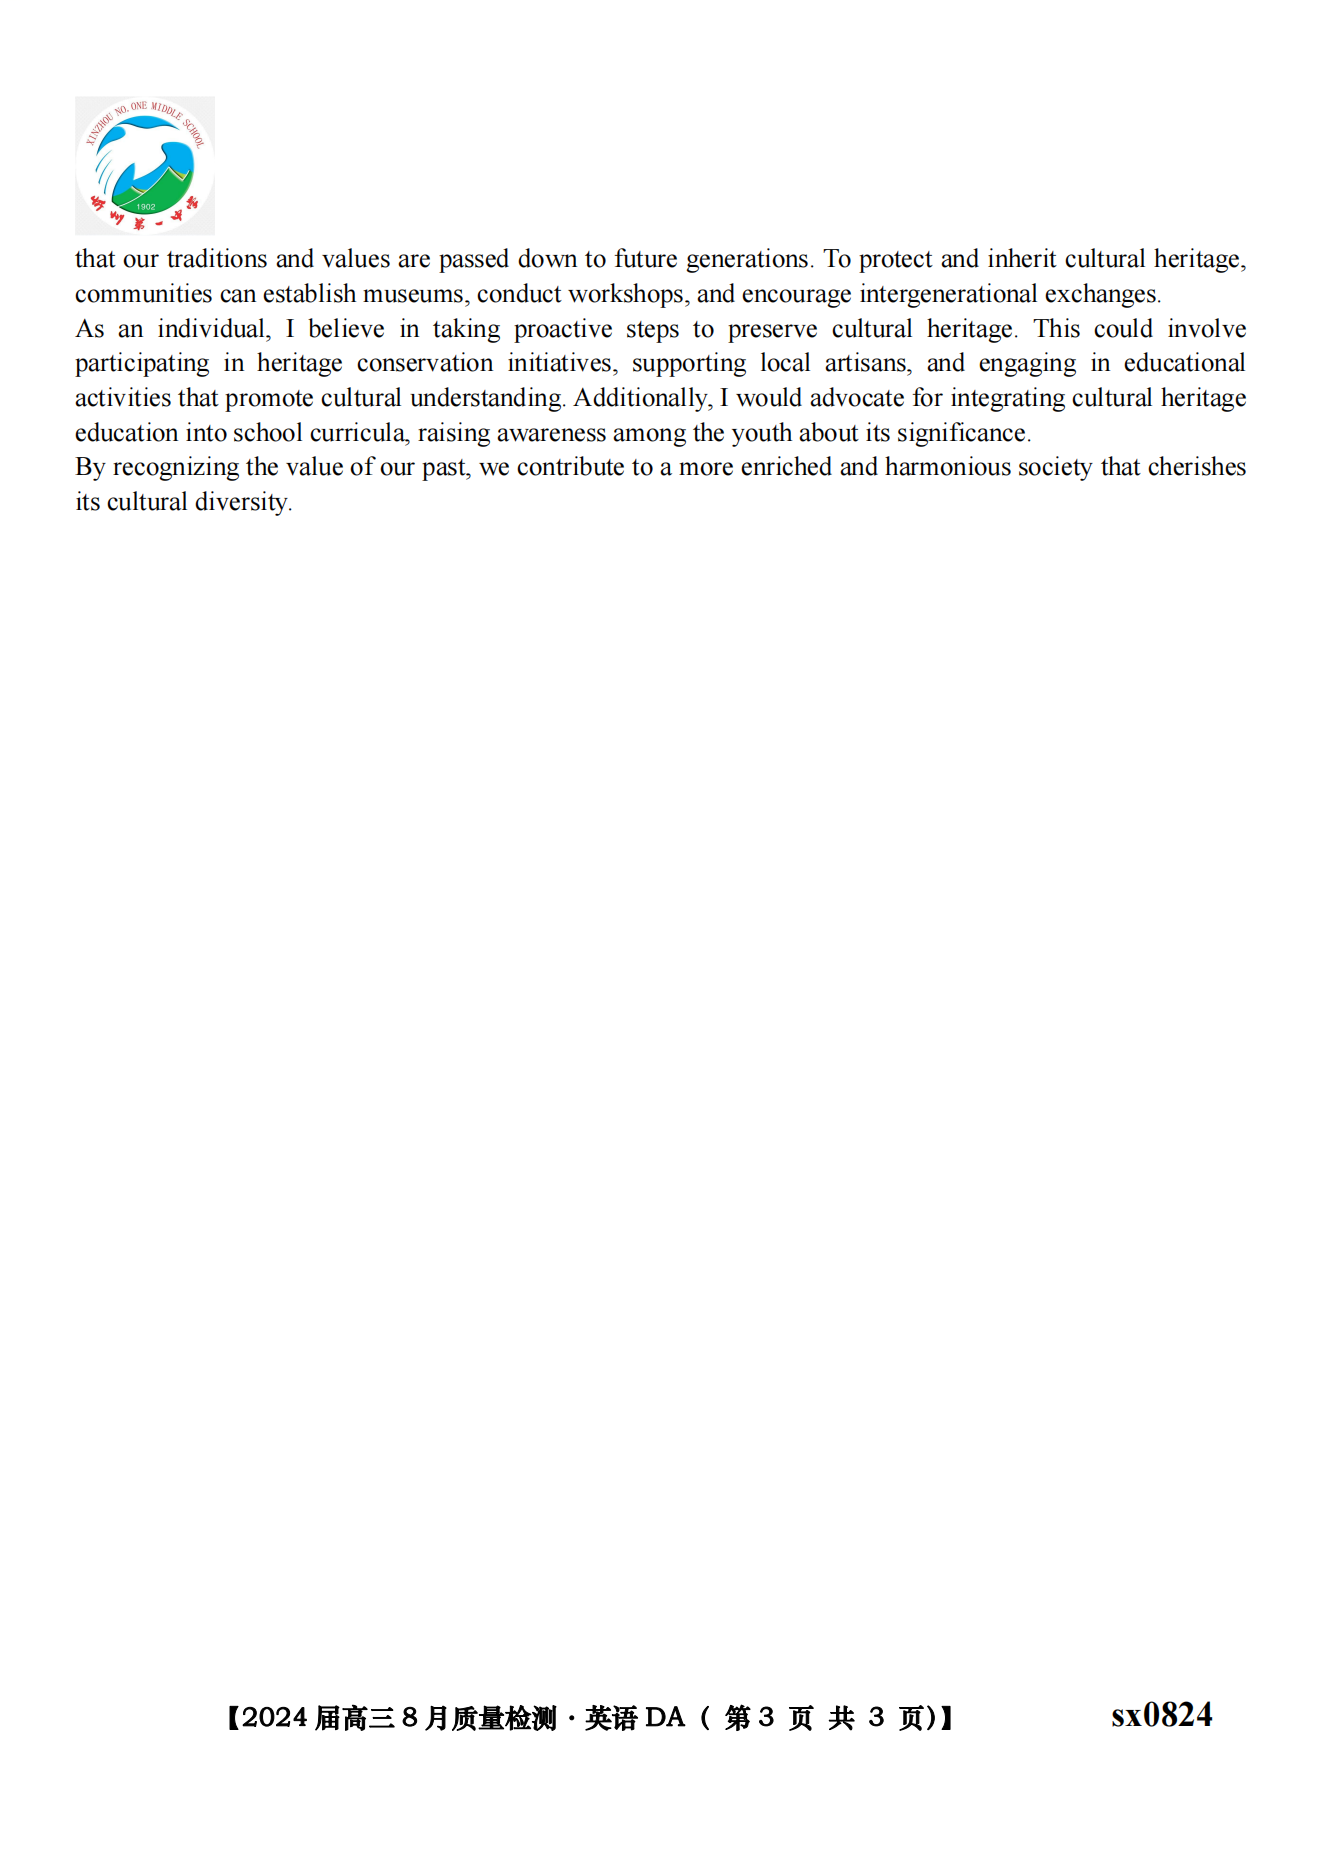 XINZHOU NO. ONE MIDDLE SCHOOL
1902
忻州第一中学
that our traditions and values are passed down to future generations. To protect and inherit cultural heritage,
communities can establish museums, conduct workshops, and encourage intergenerational exchanges.
As an individual, I believe in taking proactive steps to preserve cultural heritage. This could involve
participating in heritage conservation initiatives, supporting local artisans, and engaging in educational
activities that promote cultural understanding. Additionally, I would advocate for integrating cultural heritage
education into school curricula, raising awareness among the youth about its significance.
By recognizing the value of our past, we contribute to a more enriched and harmonious society that cherishes
its cultural diversity.
【2024 届高三 8 月质量检测 · 英语 DA（ 第 3 页 共 3 页)】 sx0824